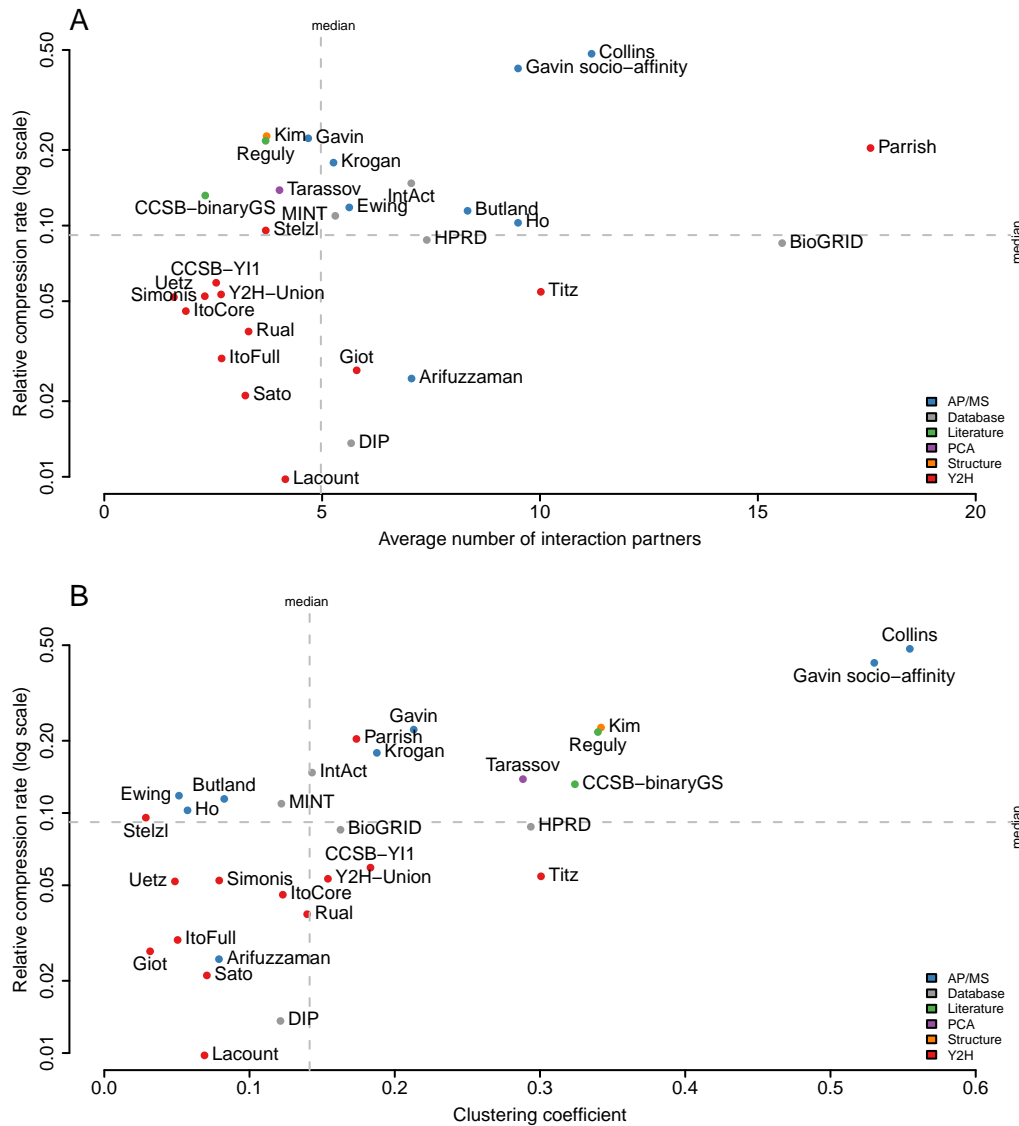 A
median
Relative compression rate (log scale)
0.50
0.20
0.10
0.05
0.02
0.01
Collins
Gavin socio−affinity
Kim
Gavin
Reguly
Krogan
Parrish
Tarassov
IntAct
CCSB−binaryGS
MINT
Ewing
Butland
Ho
Stelzl
HPRD
BioGRID
median
CCSB−YI1
Uetz
Simonis
Y2H−Union
Titz
ItoCore
Rual
ItoFull
Giot
Arifuzzaman
Sato
DIP
Lacount
AP/MS
Database
Literature
PCA
Structure
Y2H
0
5
10
15
20
Average number of interaction partners
B
median
Relative compression rate (log scale)
0.50
0.20
0.10
0.05
0.02
0.01
Collins
Gavin socio−affinity
Gavin
Parrish
Krogan
Kim
Reguly
IntAct
Tarassov
CCSB−binaryGS
Ewing
Butland
Ho
MINT
Stelzl
BioGRID
HPRD
median
CCSB−YI1
Uetz
Simonis
Y2H−Union
Titz
ItoCore
Rual
ItoFull
Giot
Arifuzzaman
Sato
DIP
Lacount
AP/MS
Database
Literature
PCA
Structure
Y2H
0.0
0.1
0.2
0.3
0.4
0.5
0.6
Clustering coefficient